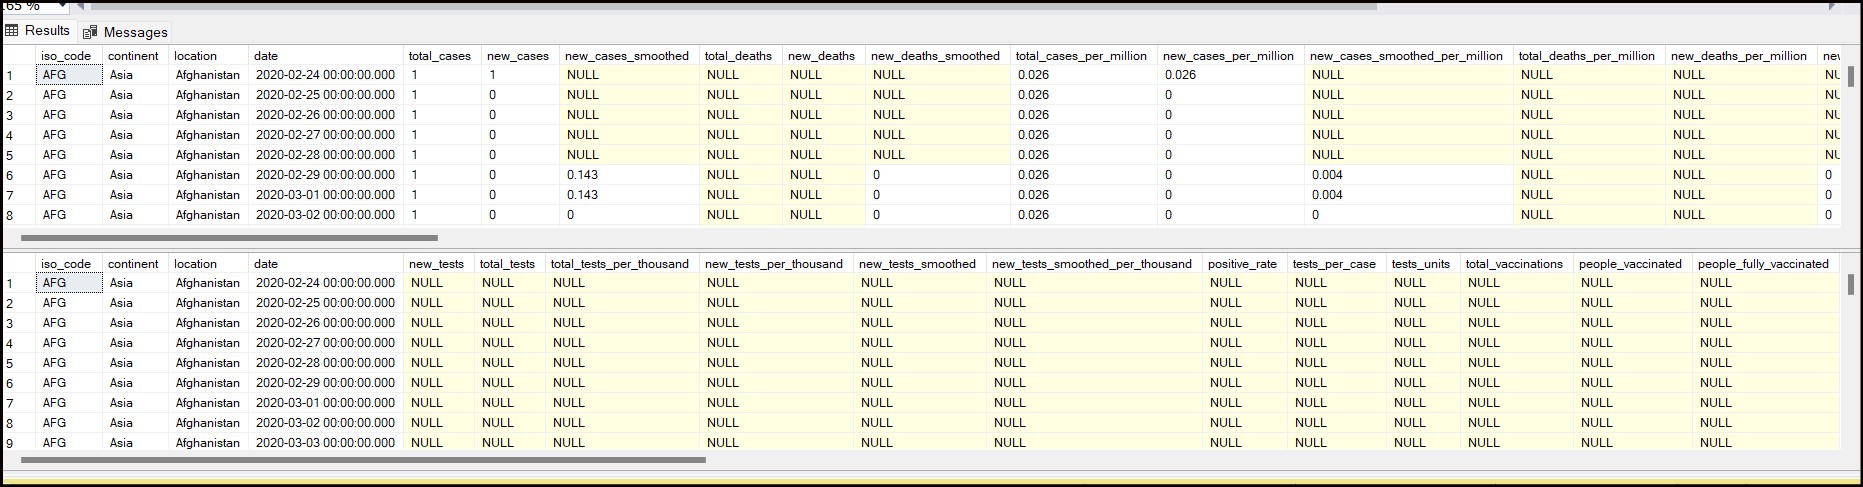 .65 %
Results Messages
iso_code continent location date total_cases new_cases new_cases_smoothed total_deaths new_deaths new_deaths_smoothed total_cases_per_million new_cases_per_million new_cases_smoothed_per_million total_deaths_per_million new_deaths_per_million nev
1 AFG Asia Afghanistan 2020-02-24 00:00:00.000 1 1 NULL NULL NULL NULL 0.026 0.026 NULL NULL NULL NU
2 AFG Asia Afghanistan 2020-02-25 00:00:00.000 1 0 NULL NULL NULL NULL 0.026 0 NULL NULL NULL NU
3 AFG Asia Afghanistan 2020-02-26 00:00:00.000 1 0 NULL NULL NULL NULL 0.026 0 NULL NULL NULL NU
4 AFG Asia Afghanistan 2020-02-27 00:00:00.000 1 0 NULL NULL NULL NULL 0.026 0 NULL NULL NULL NU
5 AFG Asia Afghanistan 2020-02-28 00:00:00.000 1 0 NULL NULL NULL NULL 0.026 0 NULL NULL NULL NU
6 AFG Asia Afghanistan 2020-02-29 00:00:00.000 1 0 0.143 NULL NULL 0 0.026 0 0.004 NULL NULL 0
7 AFG Asia Afghanistan 2020-03-01 00:00:00.000 1 0 0.143 NULL NULL 0 0.026 0 0.004 NULL NULL 0
8 AFG Asia Afghanistan 2020-03-02 00:00:00.000 1 0 0 NULL NULL 0 0.026 0 0 NULL NULL 0
iso_code continent location date new_tests total_tests total_tests_per_thousand new_tests_per_thousand new_tests_smoothed new_tests_smoothed_per_thousand positive_rate tests_per_case tests_units total_vaccinations people_vaccinated people_fully_vaccinated
1 AFG Asia Afghanistan 2020-02-24 00:00:00.000 NULL NULL NULL NULL NULL NULL NULL NULL NULL NULL NULL NULL
2 AFG Asia Afghanistan 2020-02-25 00:00:00.000 NULL NULL NULL NULL NULL NULL NULL NULL NULL NULL NULL NULL
3 AFG Asia Afghanistan 2020-02-26 00:00:00.000 NULL NULL NULL NULL NULL NULL NULL NULL NULL NULL NULL NULL
4 AFG Asia Afghanistan 2020-02-27 00:00:00.000 NULL NULL NULL NULL NULL NULL NULL NULL NULL NULL NULL NULL
5 AFG Asia Afghanistan 2020-02-28 00:00:00.000 NULL NULL NULL NULL NULL NULL NULL NULL NULL NULL NULL NULL
6 AFG Asia Afghanistan 2020-02-29 00:00:00.000 NULL NULL NULL NULL NULL NULL NULL NULL NULL NULL NULL NULL
7 AFG Asia Afghanistan 2020-03-01 00:00:00.000 NULL NULL NULL NULL NULL NULL NULL NULL NULL NULL NULL NULL
8 AFG Asia Afghanistan 2020-03-02 00:00:00.000 NULL NULL NULL NULL NULL NULL NULL NULL NULL NULL NULL NULL
9 AFG Asia Afghanistan 2020-03-03 00:00:00.000 NULL NULL NULL NULL NULL NULL NULL NULL NULL NULL NULL NULL